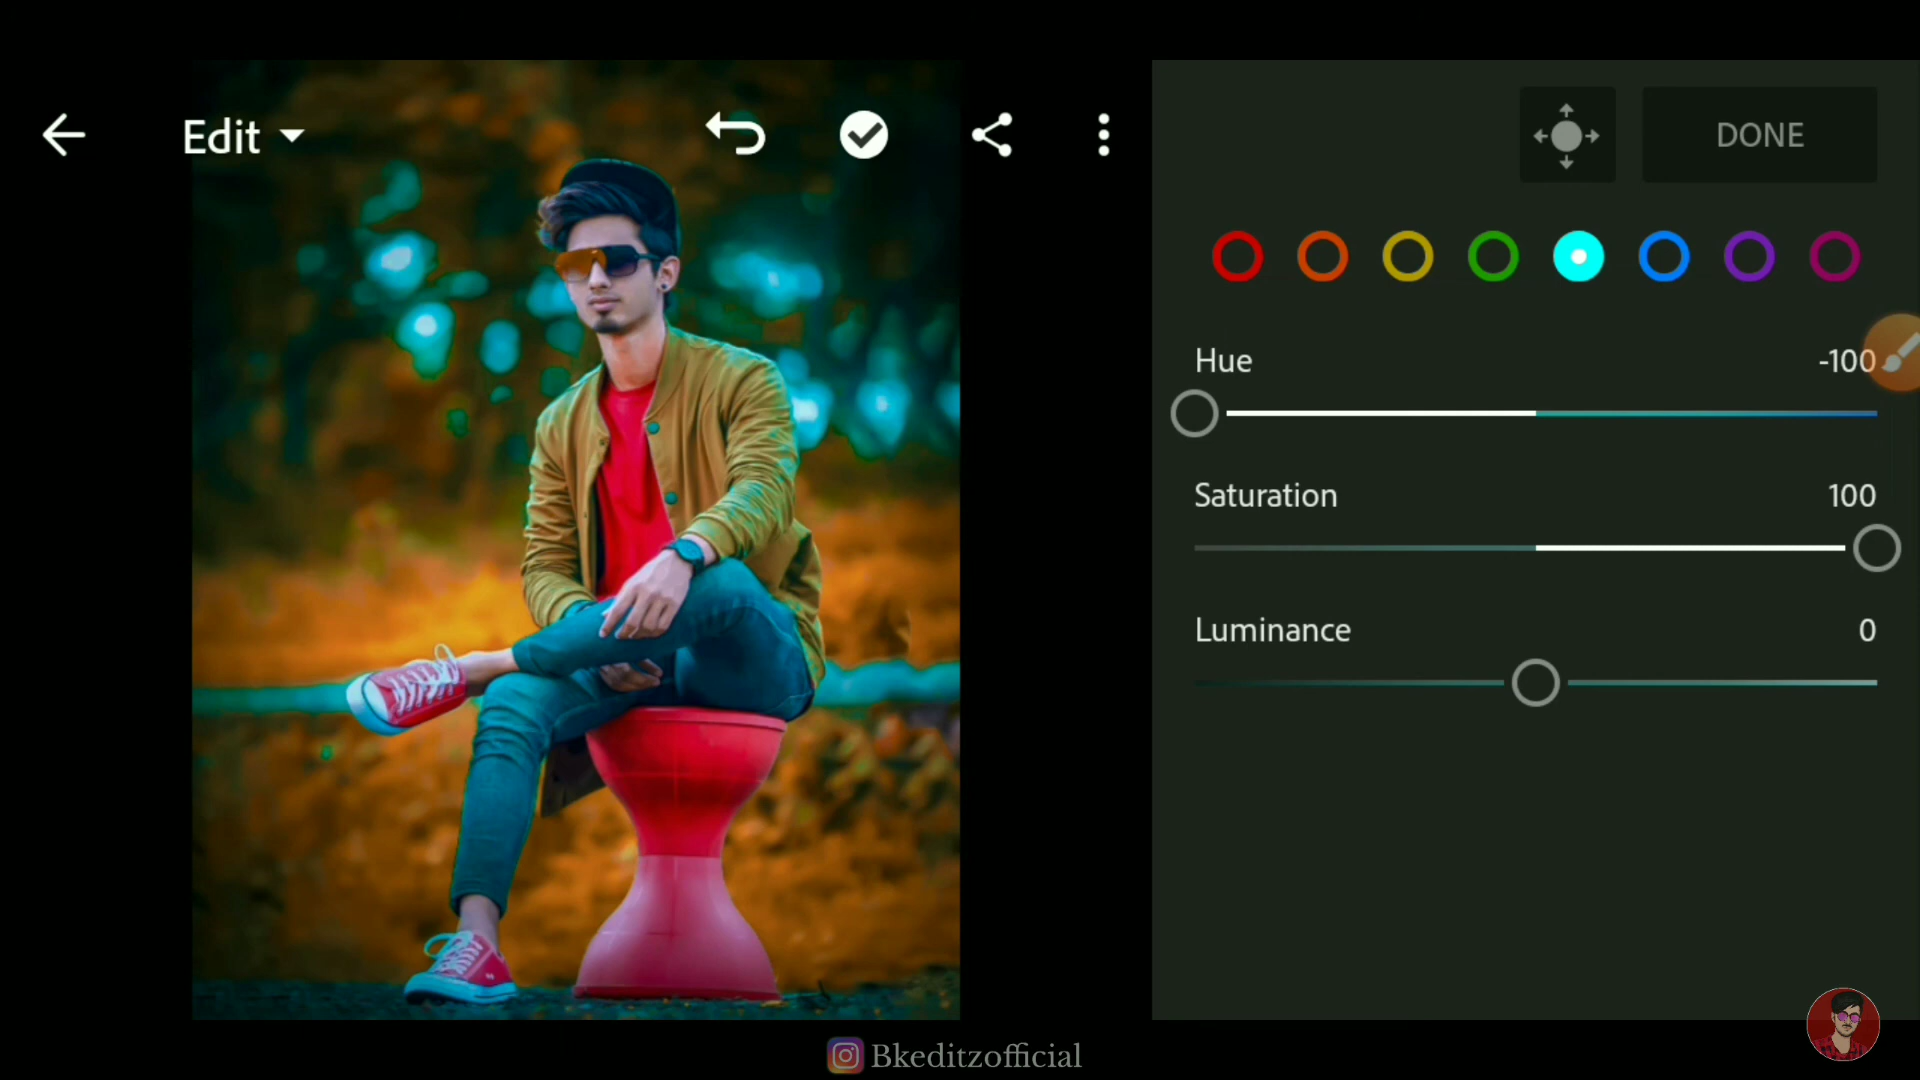 Edit
DONE
Hue -100
Saturation 100
Luminance 0
Bkeditzofficial